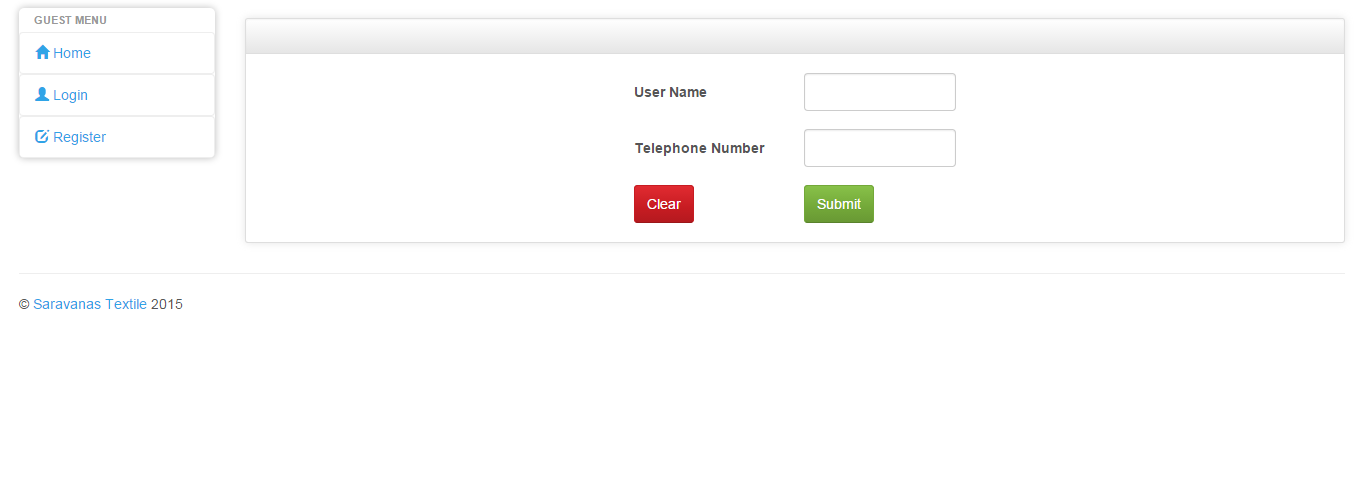 GUEST MENU
Home
Login
Register
User Name
Telephone Number
Clear Submit
© Saravanas Textile 2015